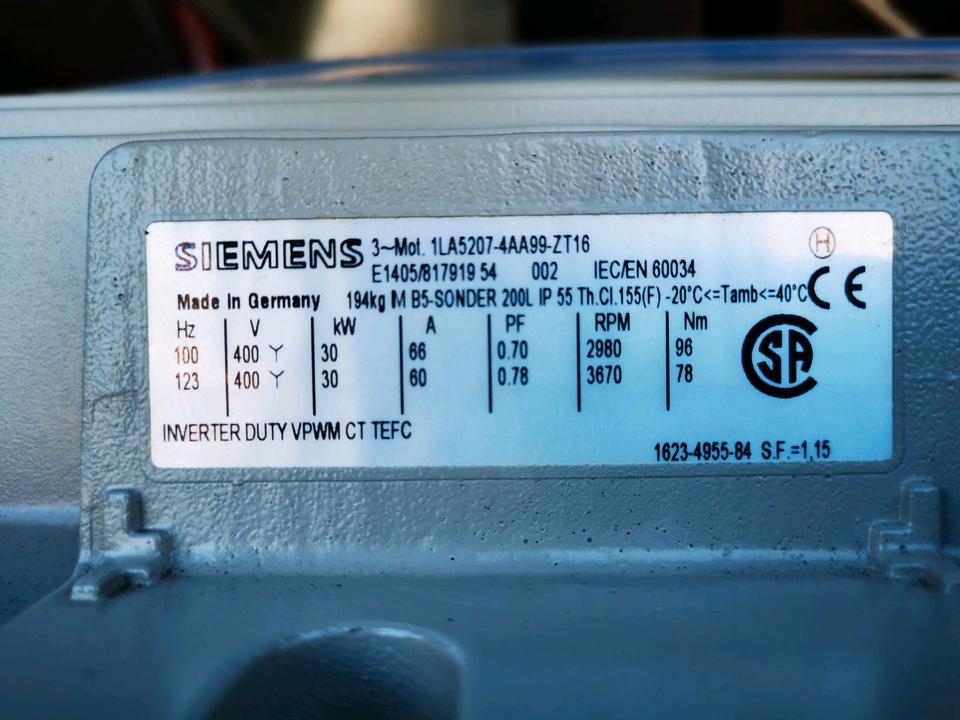 SIEMENS 3~Mot. 1LA5207-4AA99-ZT16 H
E1405/817919 54 002 IEC/EN 60034
Made in Germany 194kg IM B5-SONDER 200L IP 55 Th.Cl.155(F) -20°C<=Tamb<=40°C CE
Hz V kW A PF RPM Nm
100 400 Y 30 66 0.70 2980 96
123 400 Y 30 60 0.78 3670 78
CSA
INVERTER DUTY VPWM CT TEFC
1623-4955-84 S.F.=1,15